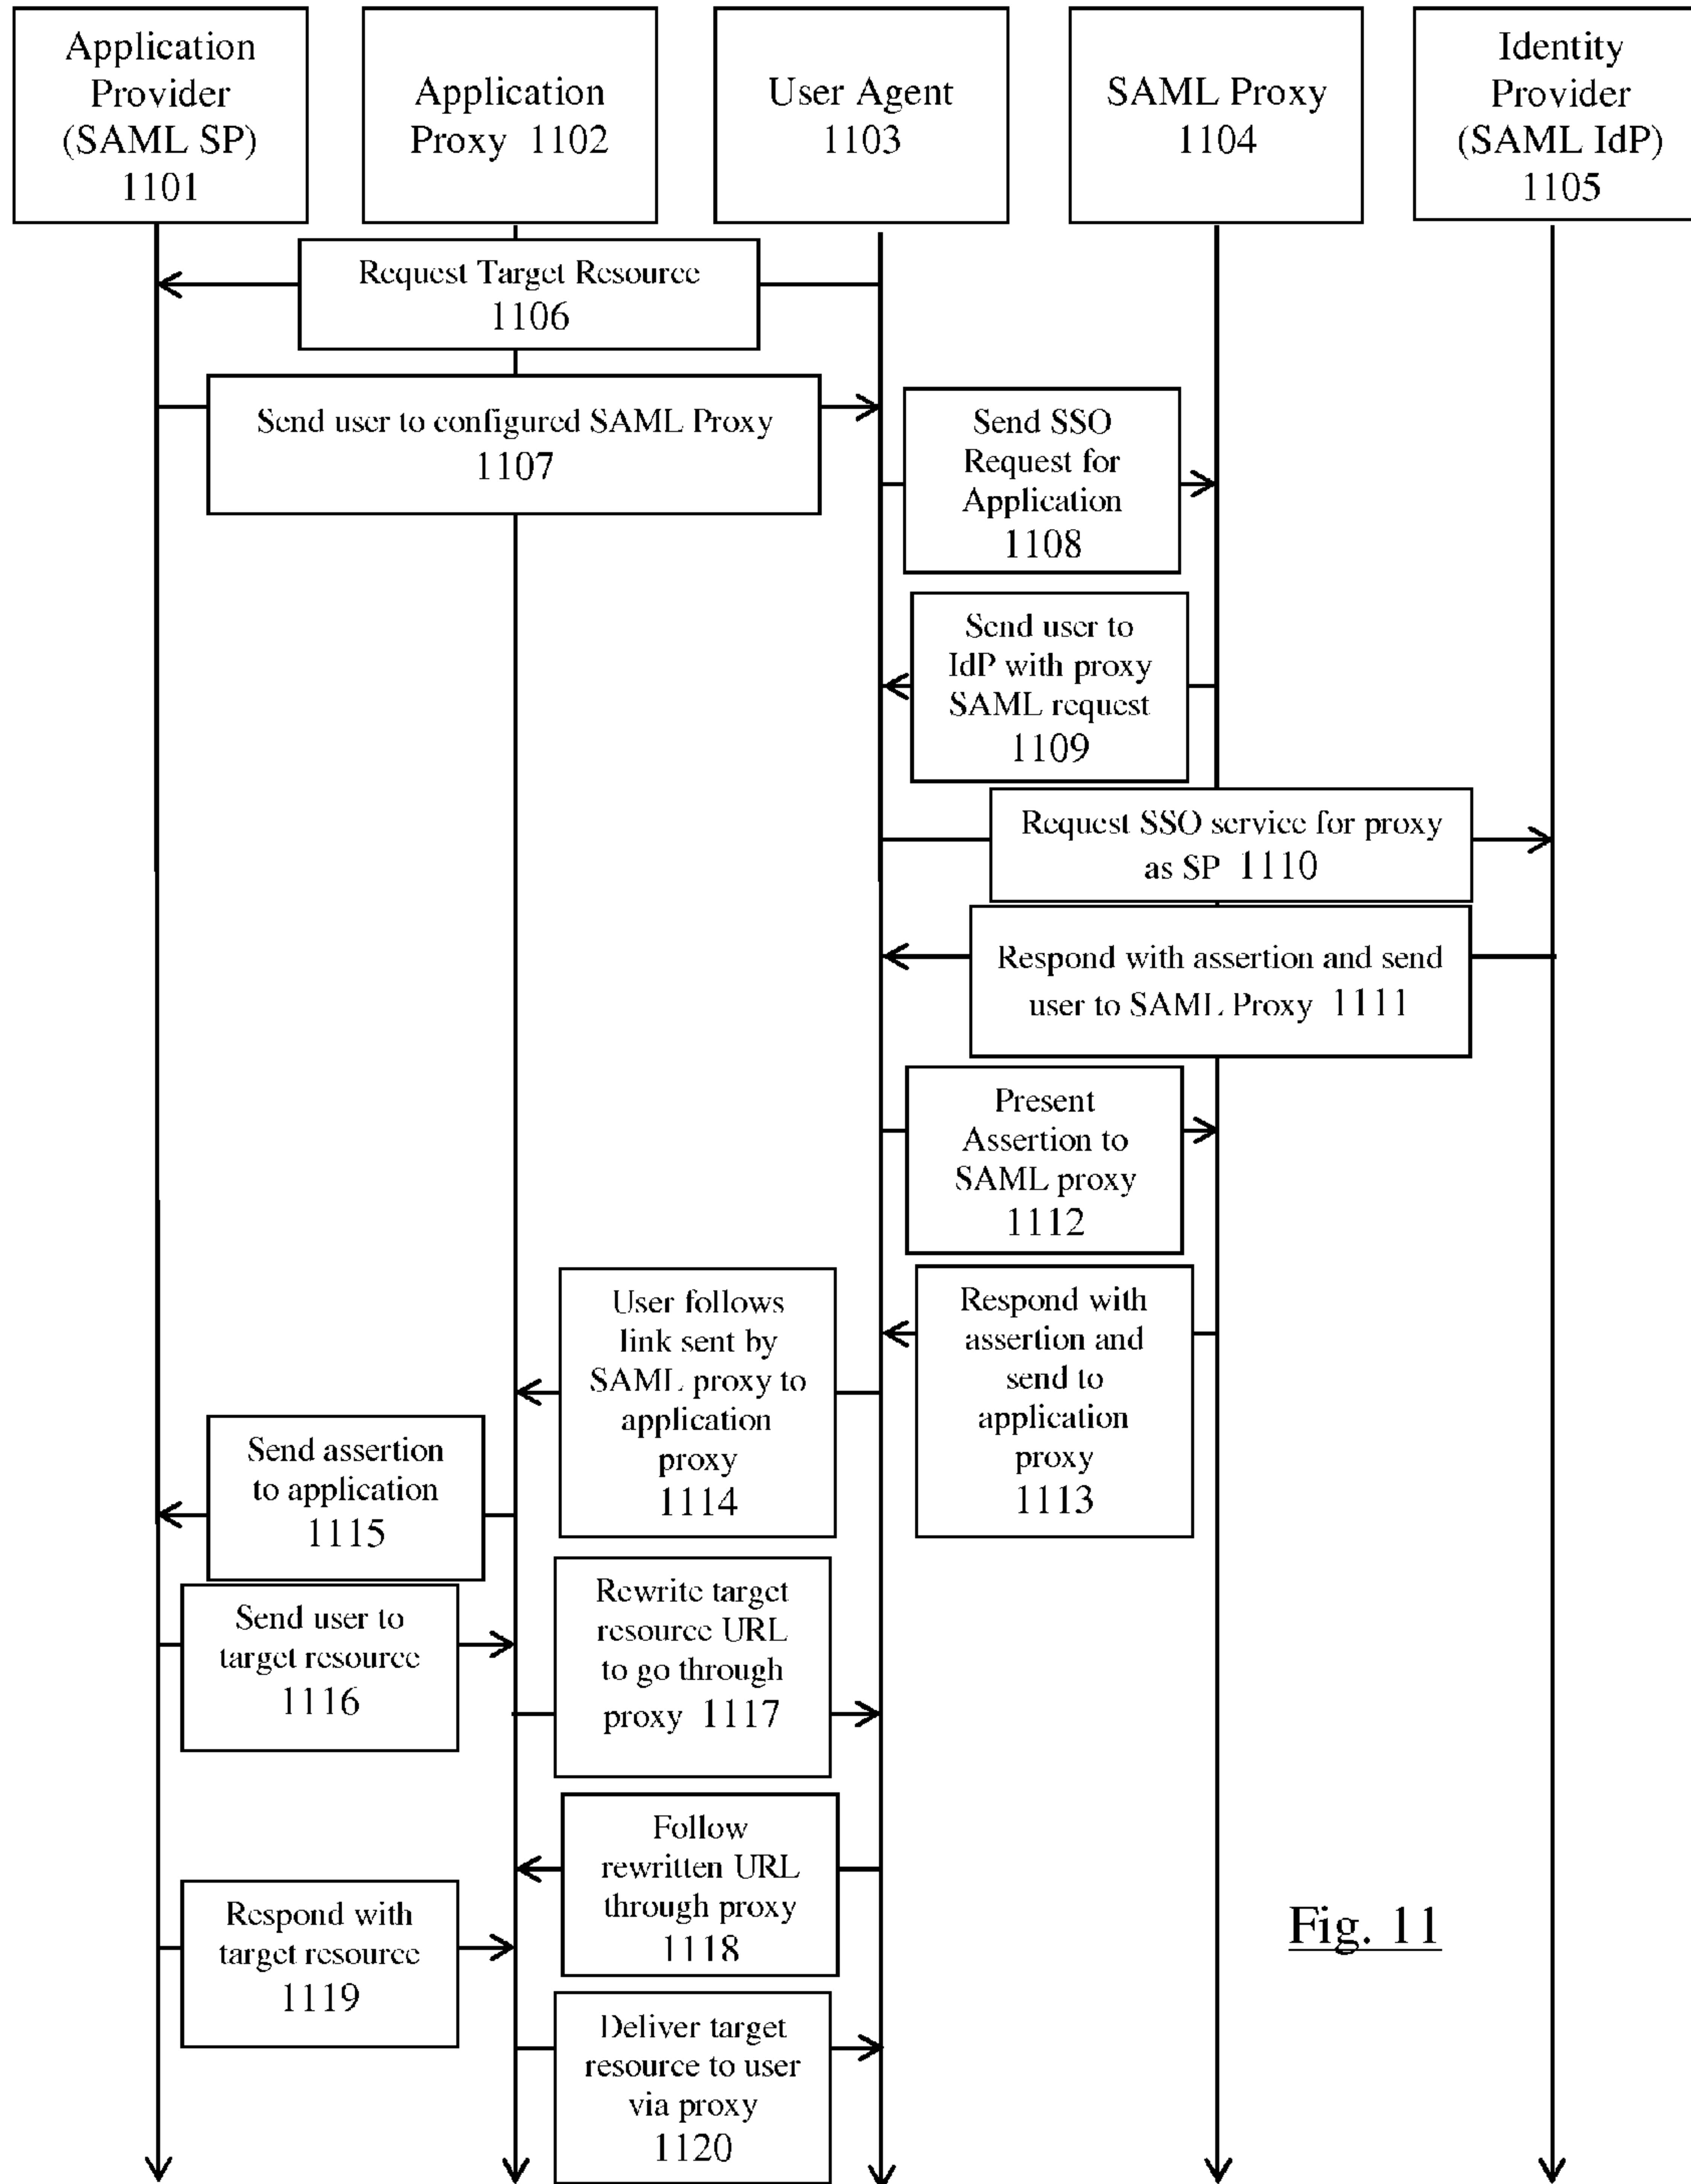 Application
Provider
(SAML SP)
1101
Application
Proxy 1102
User Agent
1103
SAML Proxy
1104
Identity
Provider
(SAML IdP)
1105
Request Target Resource
1106
Send user to configured SAML Proxy
1107
Send SSO
Request for
Application
1108
Send user to
IdP with proxy
SAML request
1109
Request SSO service for proxy
as SP 1110
Respond with assertion and send
user to SAML Proxy 1111
Present
Assertion to
SAML proxy
1112
Respond with
assertion and
send to
application
proxy
1113
User follows
link sent by
SAML proxy to
application
proxy
1114
Send assertion
to application
1115
Send user to
target resource
1116
Rewrite target
resource URL
to go through
proxy 1117
Follow
rewritten URL
through proxy
1118
Respond with
target resource
1119
Deliver target
resource to user
via proxy
1120
Fig. 11